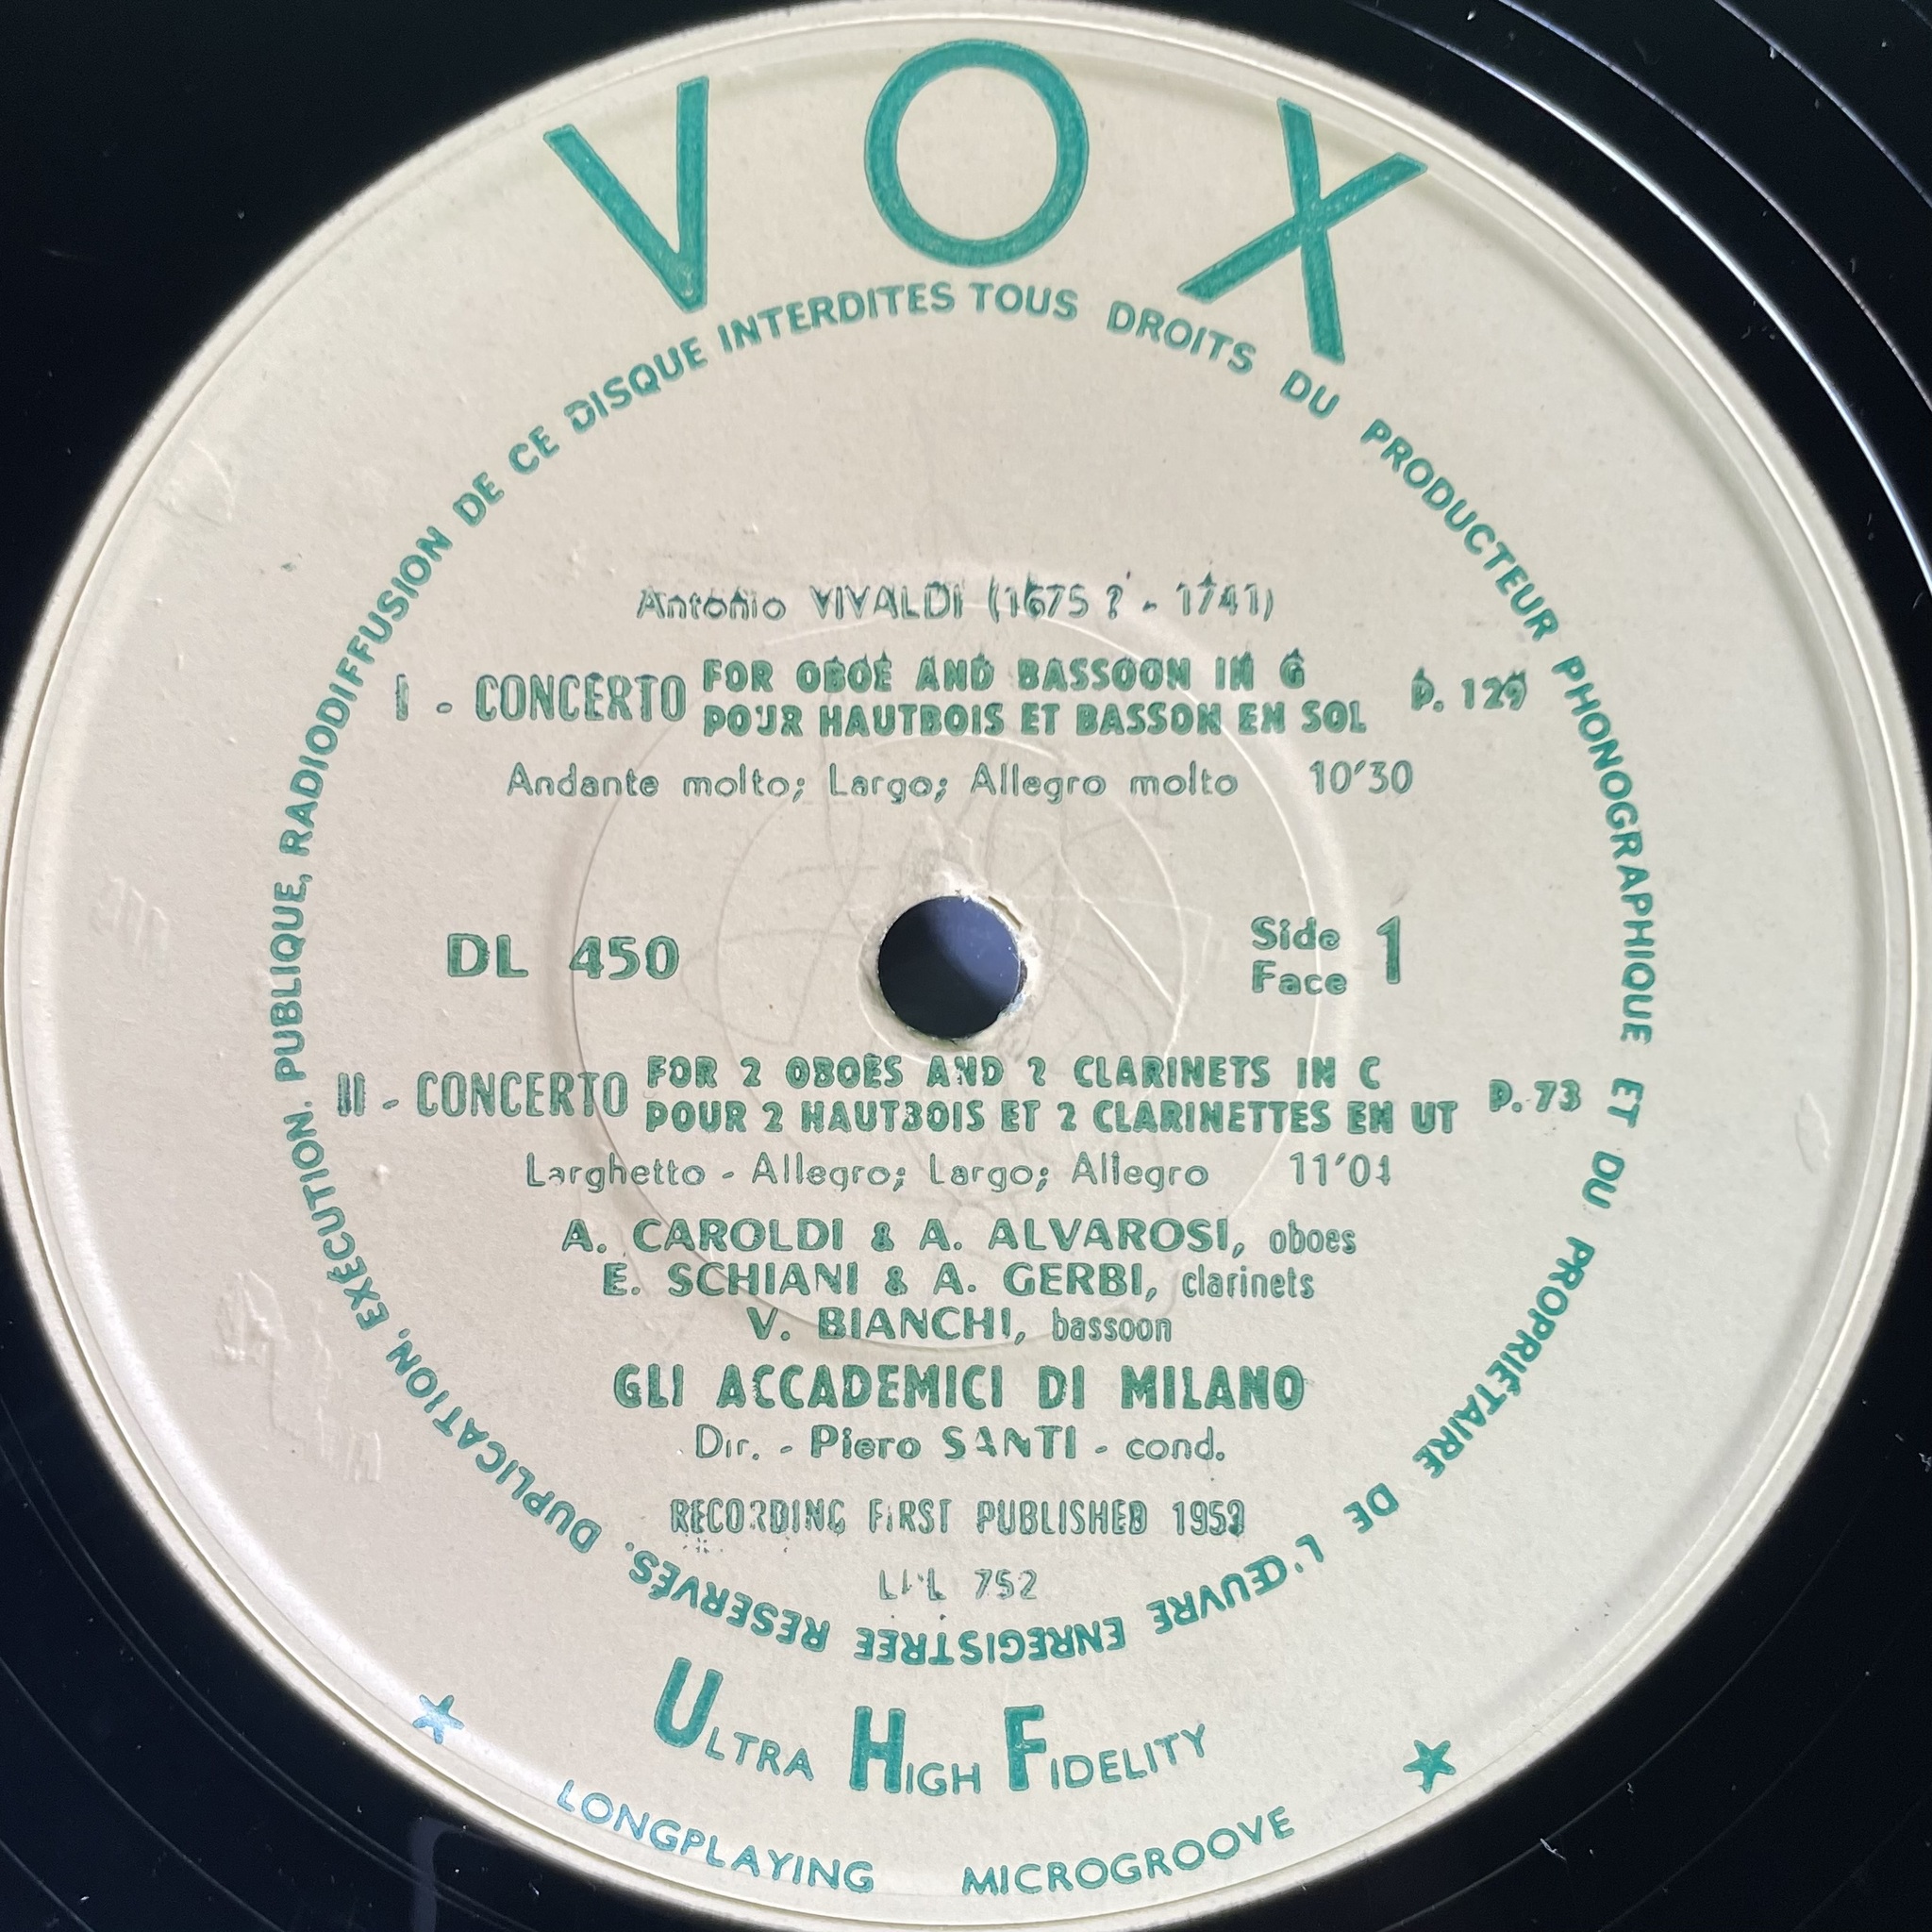 VOX
PUBLIQUE, RADIODIFFUSION DE CE DISQUE INTERDITES TOUS DROITS DU PRODUCTEUR PHONOGRAPHIQUE ET DU PROPRIÉTAIRE DE L'ŒUVRE ENREGISTREE RESERVÉS. DUPLICATION, EXÉCUTION.
Antonio VIVALDI (1675 ? - 1741)
I - CONCERTO FOR OBOE AND BASSOON IN G P. 129
POUR HAUTBOIS ET BASSON EN SOL
Andante molto; Largo; Allegro molto 10'30
DL 450
Side 1
Face
II - CONCERTO FOR 2 OBOES AND 2 CLARINETS IN C P. 73
POUR 2 HAUTBOIS ET 2 CLARINETTES EN UT
Larghetto - Allegro; Largo; Allegro 11'01
A. CAROLDI & A. ALVAROSI, oboes
E. SCHIANI & A. GERBI, clarinets
V. BIANCHI, bassoon
GLI ACCADEMICI DI MILANO
Dir. - Piero SANTI - cond.
RECORDING FIRST PUBLISHED
752
ULTRA HIGH FIDELITY
LONGPLAYING MICROGROOVE